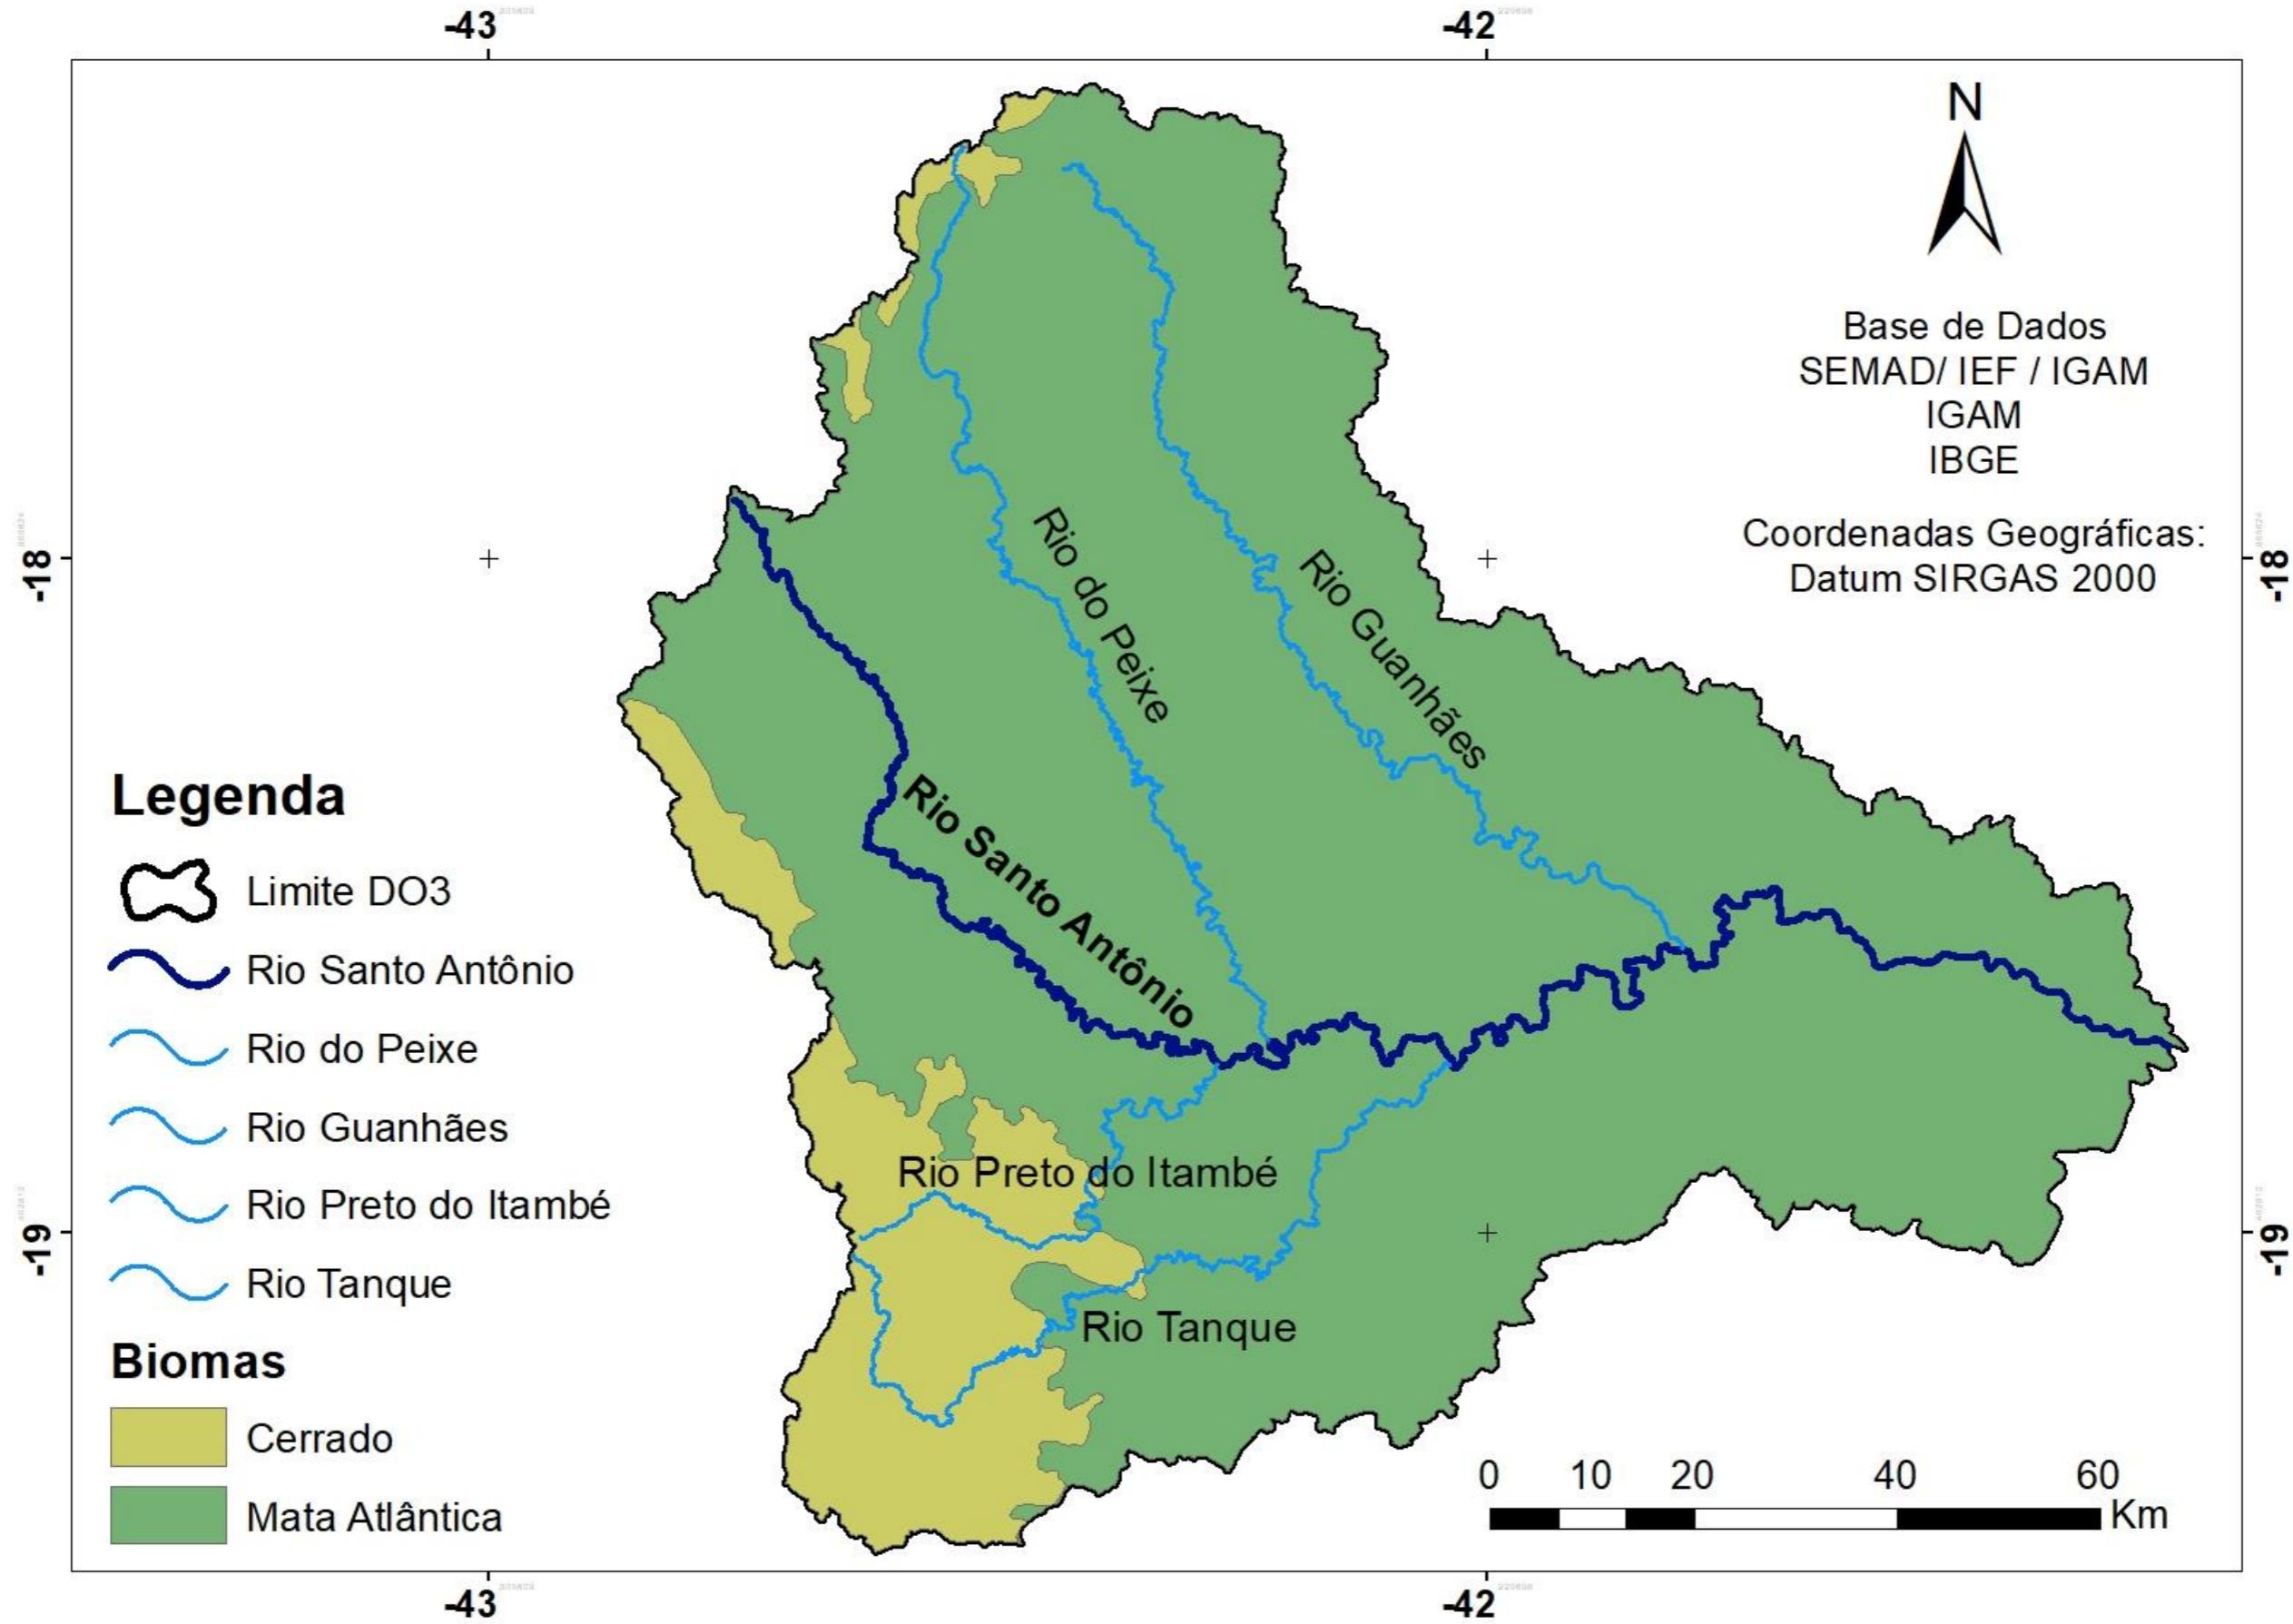 -43
-42
N
Base de Dados
SEMAD/ IEF / IGAM
IGAM
IBGE
Coordenadas Geográficas:
Datum SIRGAS 2000
-18
-18
Rio do Peixe
Rio Guanhães
Rio Santo Antônio
Rio Preto do Itambé
Rio Tanque
Legenda
Limite DO3
Rio Santo Antônio
Rio do Peixe
Rio Guanhães
Rio Preto do Itambé
Rio Tanque
Biomas
Cerrado
Mata Atlântica
-19
-19
0 10 20 40 60
Km
-43
-42